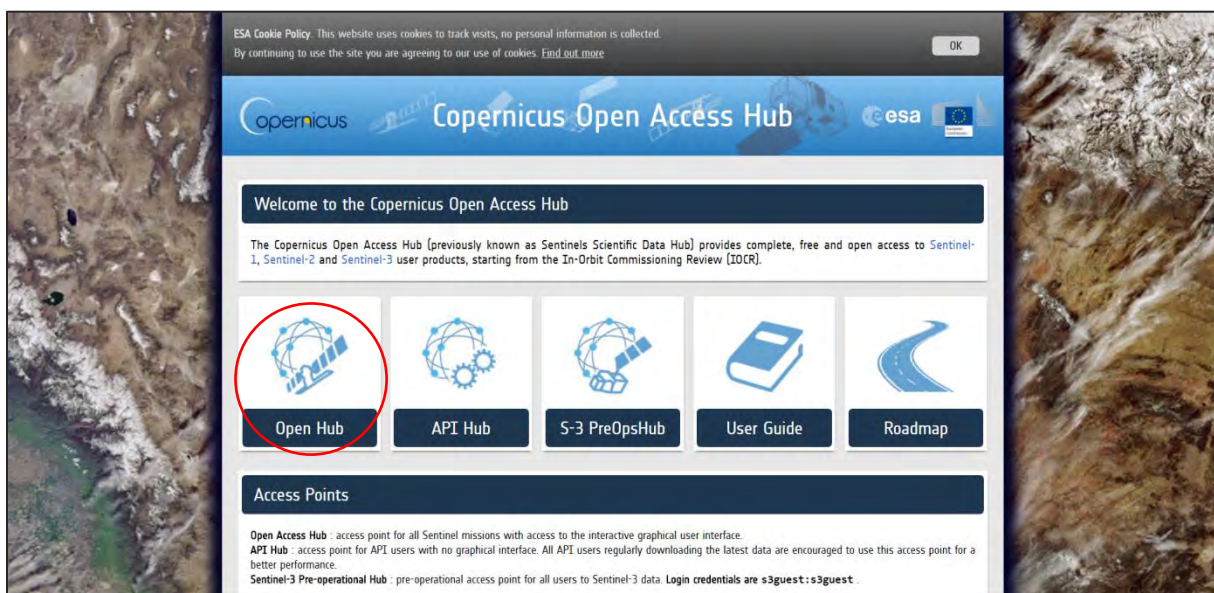 ESA Cookie Policy. This website uses cookies to track visits, no personal information is collected.
By continuing to use the site you are agreeing to our use of cookies. Find out more
OK
opernicus
Copernicus Open Access Hub
esa
Welcome to the Copernicus Open Access Hub
The Copernicus Open Access Hub (previously known as Sentinels Scientific Data Hub) provides complete, free and open access to Sentinel-
1, Sentinel-2 and Sentinel-3 user products, starting from the In-Orbit Commissioning Review (IOCR).
Open Hub
API Hub
S-3 PreOpsHub
User Guide
Roadmap
Access Points
Open Access Hub : access point for all Sentinel missions with access to the interactive graphical user interface.
API Hub : access point for API users with no graphical interface. All API users regularly downloading the latest data are encouraged to use this access point for a
better performance.
Sentinel-3 Pre-operational Hub : pre-operational access point for all users to Sentinel-3 data. Login credentials are s3guest:s3guest .